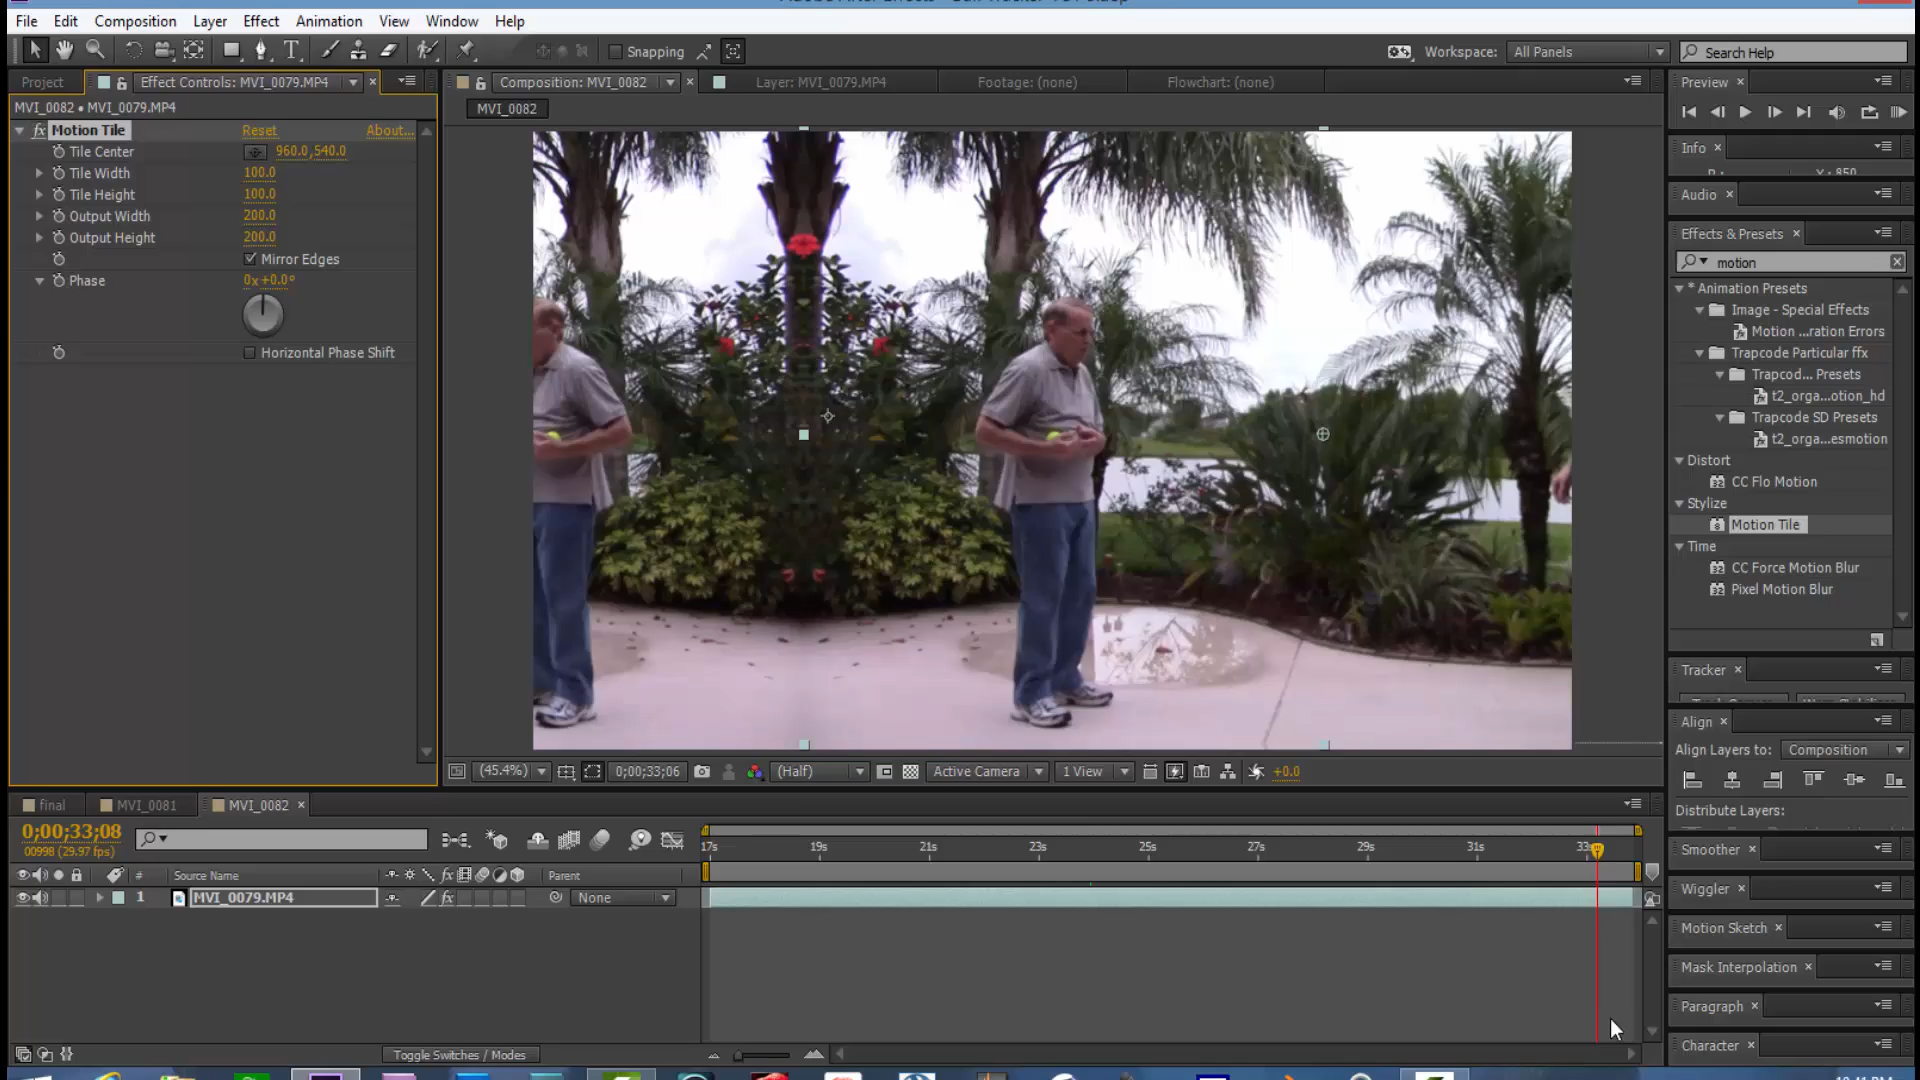 File Edit Composition Layer Effect Animation View Window Help
Snapping
Workspace: All Panels
Search Help
Project
Effect Controls: MVI_0079.MP4
Composition: MVI_0082
Layer: MVI_0079.MP4
Footage: (none)
Flowchart: (none)
Preview
MVI_0082 • MVI_0079.MP4
MVI_0082
Motion Tile Reset About...
Tile Center 960.0,540.0
Tile Width 100.0
Tile Height 100.0
Output Width 200.0
Output Height 200.0
Mirror Edges
Phase 0x+0.0°
Horizontal Phase Shift
Info
Audio
Effects & Presets
motion
* Animation Presets
Image - Special Effects
Motion ...ration Errors
Trapcode Particular ffx
Trapcod... Presets
t2_orga...otion_hd
Trapcode SD Presets
t2_orga...esmotion
Distort
CC Flo Motion
Stylize
Motion Tile
Time
CC Force Motion Blur
Pixel Motion Blur
Tracker
Align
Align Layers to: Composition
Distribute Layers:
Smoother
Wiggler
Motion Sketch
Mask Interpolation
Paragraph
Character
(45.4%) 0;00;33;06 (Half) Active Camera 1 View +0.0
final MVI_0081 MVI_0082
0;00;33;08
00998 (29.97 fps)
17s 19s 21s 23s 25s 27s 29s 31s
# Source Name fx Parent
1 MVI_0079.MP4 fx None
Toggle Switches / Modes